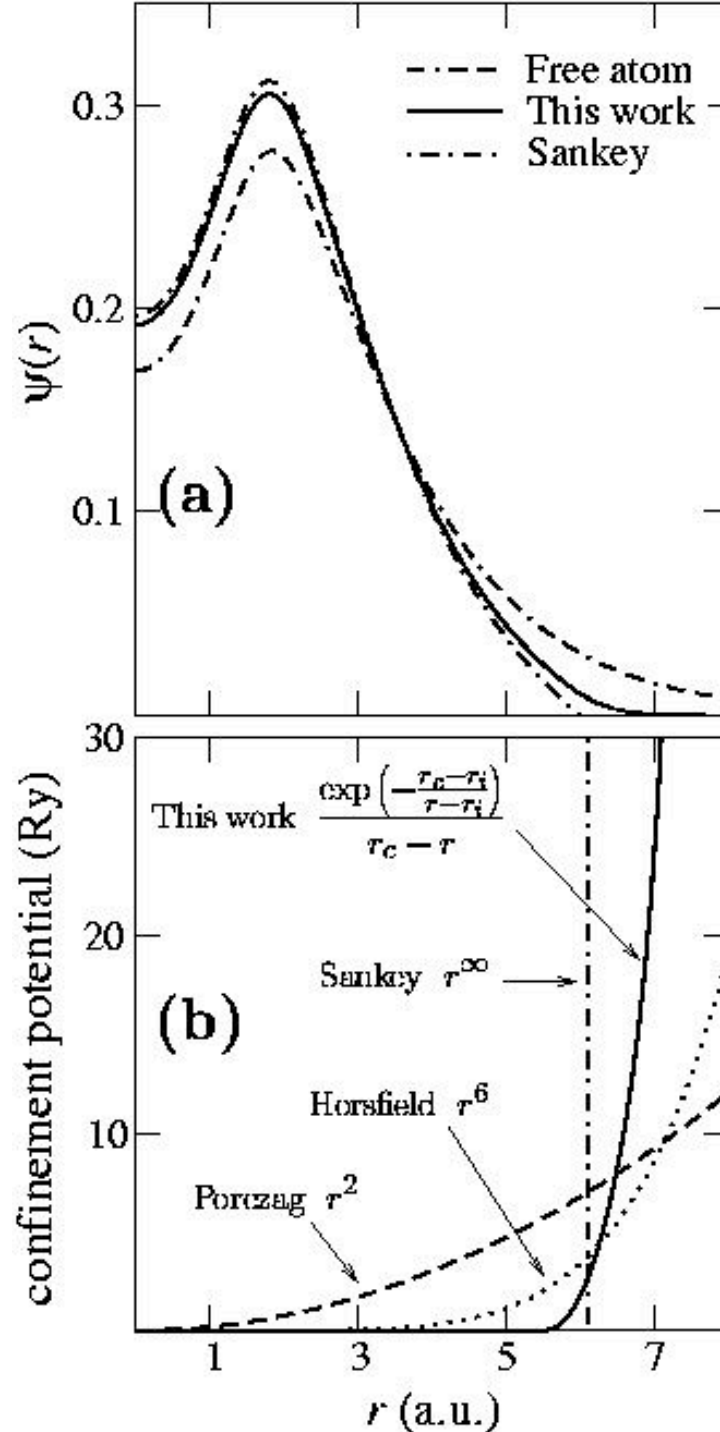 Free atom
This work
Sankey
0.3
0.2
0.1
ψ(r)
(a)
30
20
10
confinement potential (Ry)
This work exp(-(r_c-r_i)/(r-r_i))/(r_c - r)
Sankey r^∞
(b)
Horsfield r^6
Porezag r^2
1 3 5 7
r (a.u.)